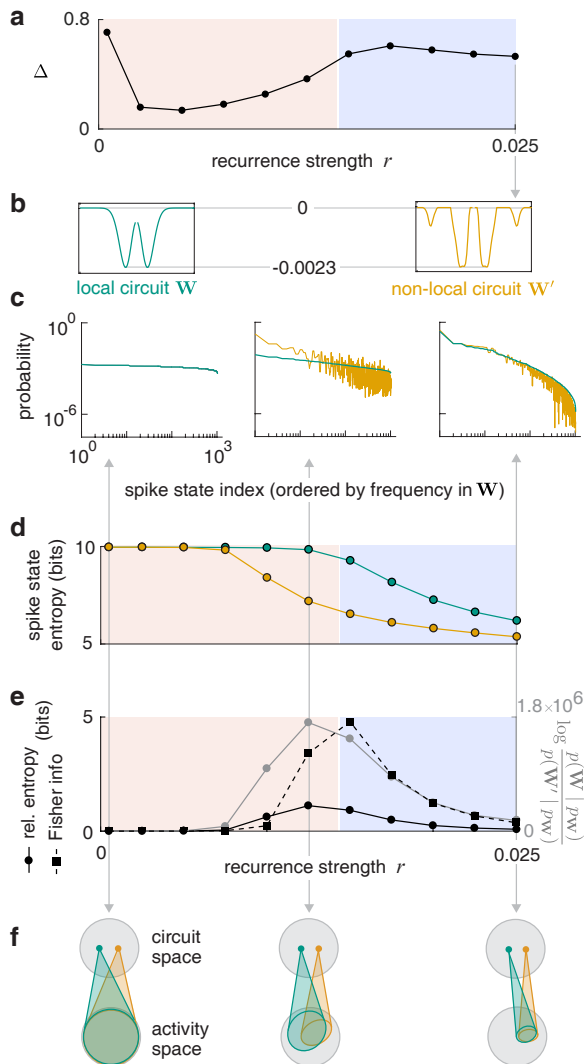 a
0.8
Δ
0
0
0.025
recurrence strength r
b
0
-0.0023
local circuit W
non-local circuit W′
c
10^0
probability
10^-6
10^0
10^3
spike state index (ordered by frequency in W)
d
10
spike state
entropy (bits)
5
e
5
rel. entropy (bits)
Fisher info
0
1.8×10^6
log p(W | p_W) / p(W′ | p_W)
0
0
0.025
recurrence strength r
f
circuit
space
activity
space